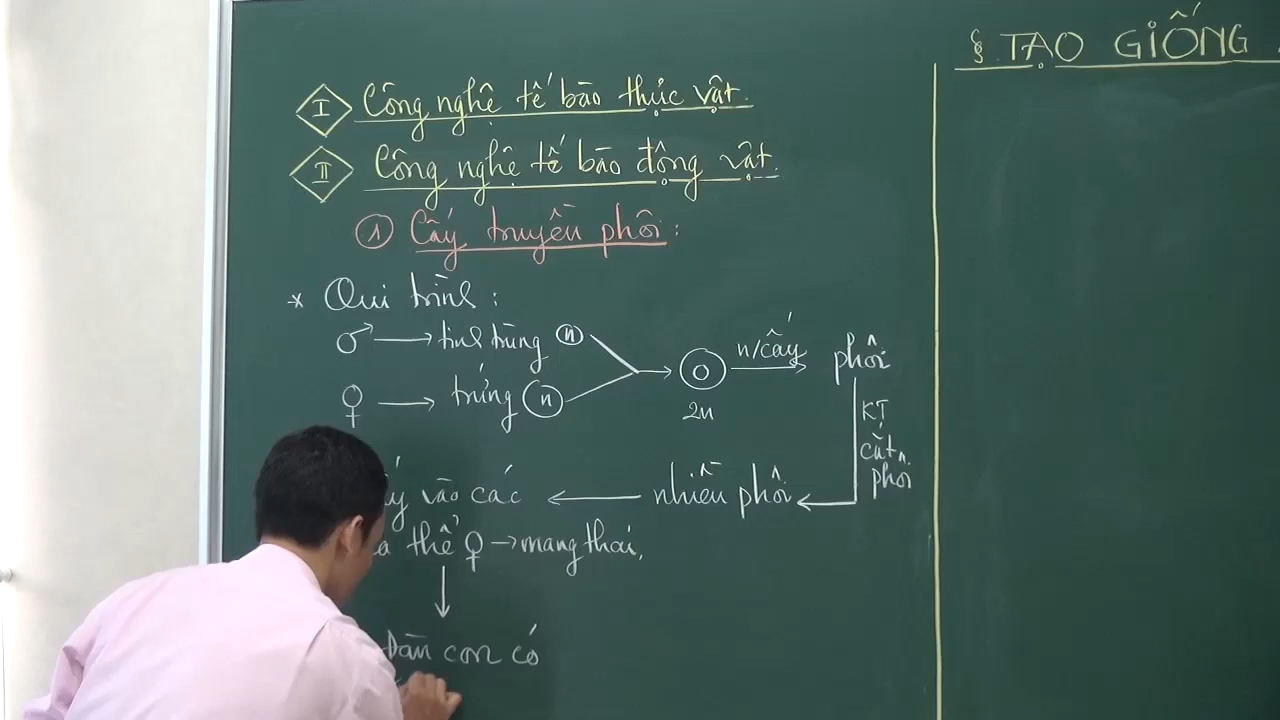 §. TẠO GIỐNG
I Công nghệ tế bào thực vật.
II Công nghệ tế bào động vật.
1 Cấy truyền phôi:
* Qui trình:
♂ → tinh trùng n
♀ → trứng n
2n
n/cấy
phôi
KT
cắt
phôi
nhiều phôi
vào các
thể ♀ → mang thai.
Đàn con có